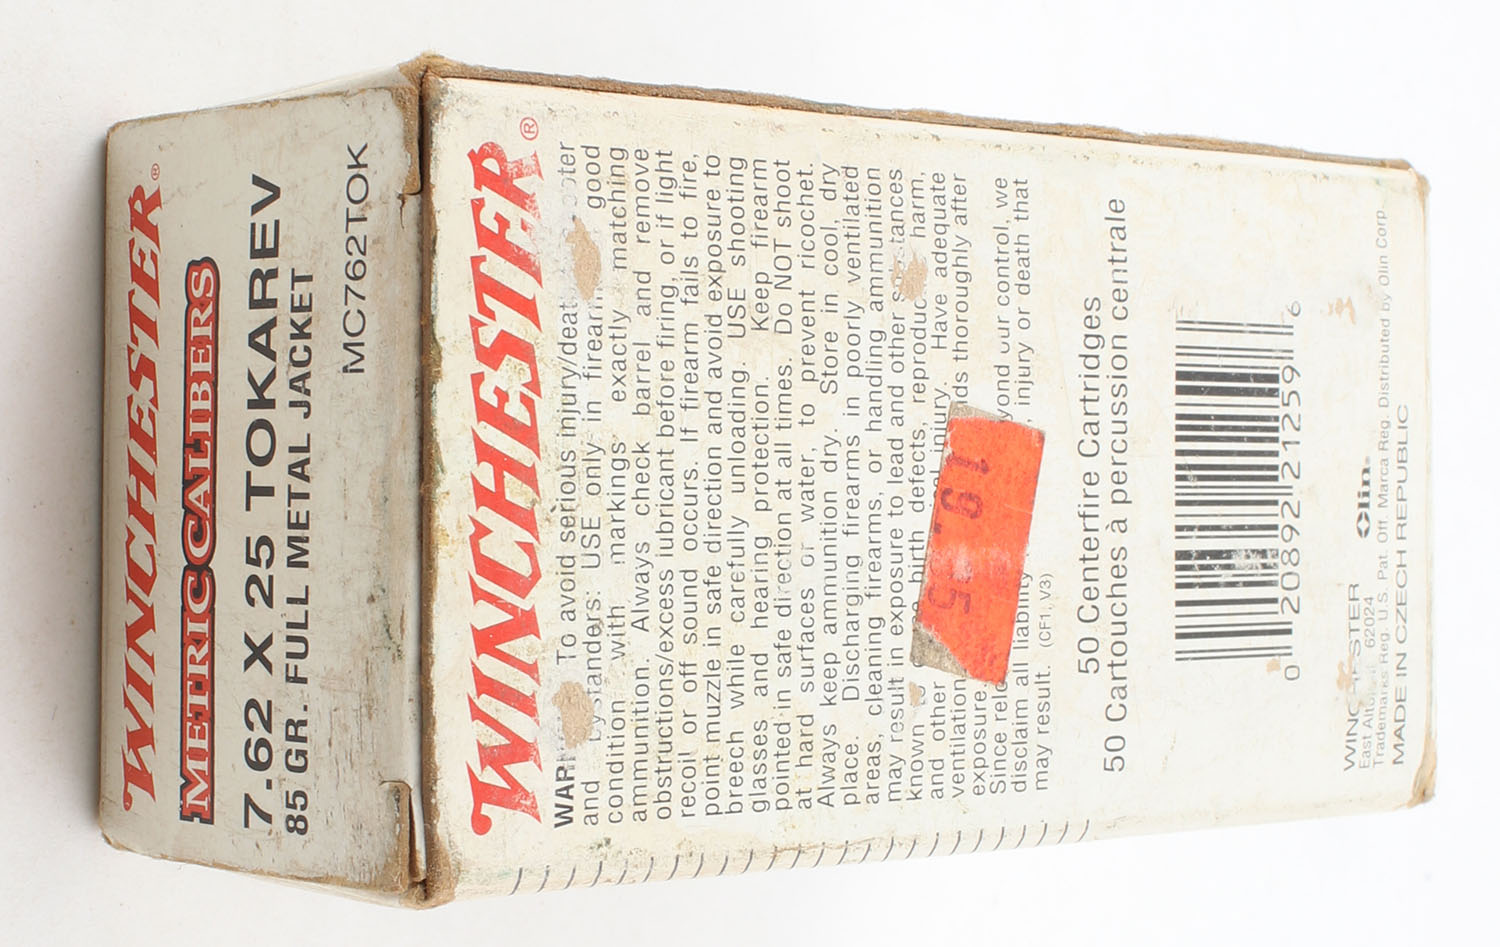 WINCHESTER®
METRIC CALIBERS
7.62 X 25 TOKAREV
85 GR. FULL METAL JACKET
MC762TOK
WINCHESTER®
To avoid serious injury/
and USE only in good
condition with markings exactly matching
ammunition. Always check barrel and remove
obstructions/excess lubricant before firing, or if light
recoil or off sound occurs. If firearm fails to fire,
point muzzle in safe direction and avoid exposure to
breech while carefully unloading. USE shooting
glasses and hearing protection. Keep firearm
pointed in safe direction at all times. Do NOT shoot
at hard surfaces or water, to prevent ricochet.
Always keep ammunition dry. Store in cool, dry
place. Discharging firearms in poorly ventilated
areas, cleaning firearms, or handling ammunition
may result in exposure to lead and other
known birth defects, harm,
and other injury. Have adequate
ventilation thoroughly after
exposure.
Since our control, we
disclaim all liability injury or death that
may result. (CF1, V3)
10.
50 Centerfire Cartridges
50 Cartouches à percussion centrale
0 20892 21259 6
WINCHESTER
East 62024 Olin®
Trademarks Reg. U.S. Pat. Off. Marca Reg. Distributed by Olin Corp.
MADE IN CZECH REPUBLIC